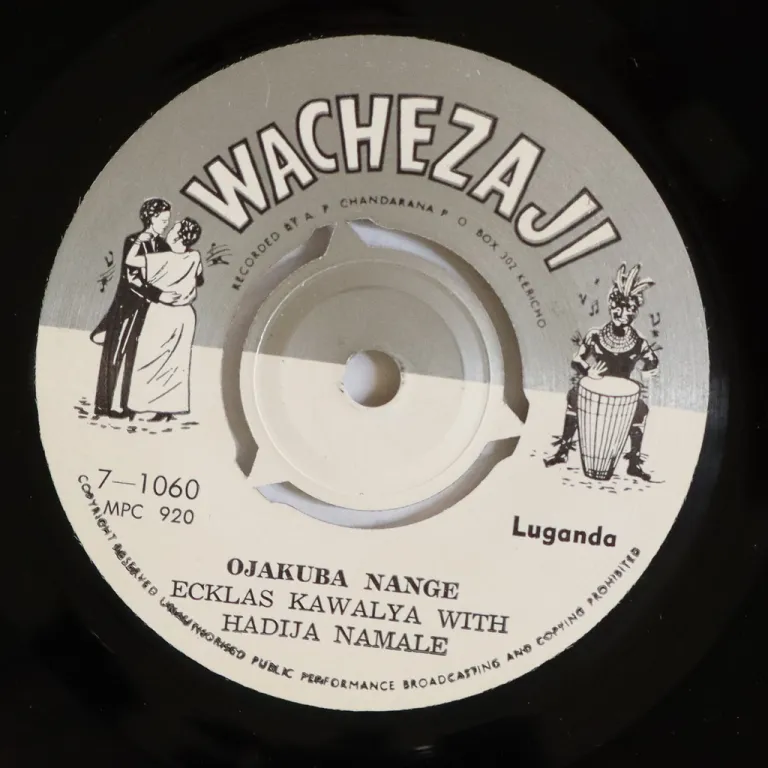 WACHEZAJI
RECORDED BY A. P. CHANDARANA P. O. BOX 302 KERICHO
7—1060
MPC 920
Luganda
OJAKUBA NANGE
ECKLAS KAWALYA WITH
HADIJA NAMALE
COPYRIGHT RESERVED UNAUTHORISED PUBLIC PERFORMANCE BROADCASTING AND COPYING PROHIBITED